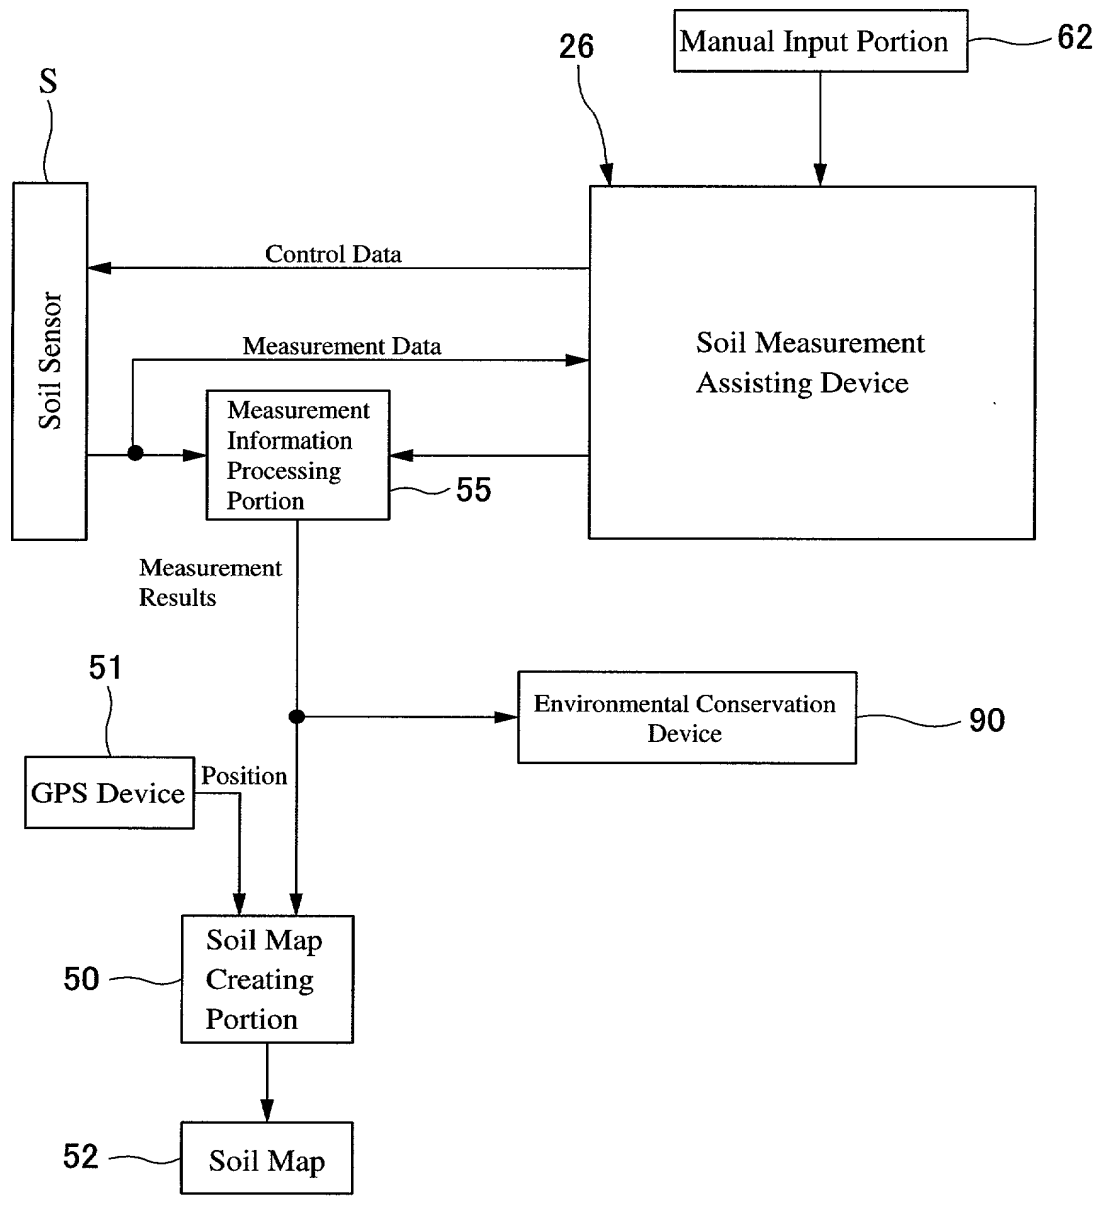 Manual Input Portion
62
26
S
Control Data
Soil Sensor
Measurement Data
Soil Measurement
Assisting Device
Measurement
Information
Processing
Portion
55
Measurement
Results
51
Environmental Conservation
Device
90
GPS Device
Position
50
Soil Map
Creating
Portion
52
Soil Map